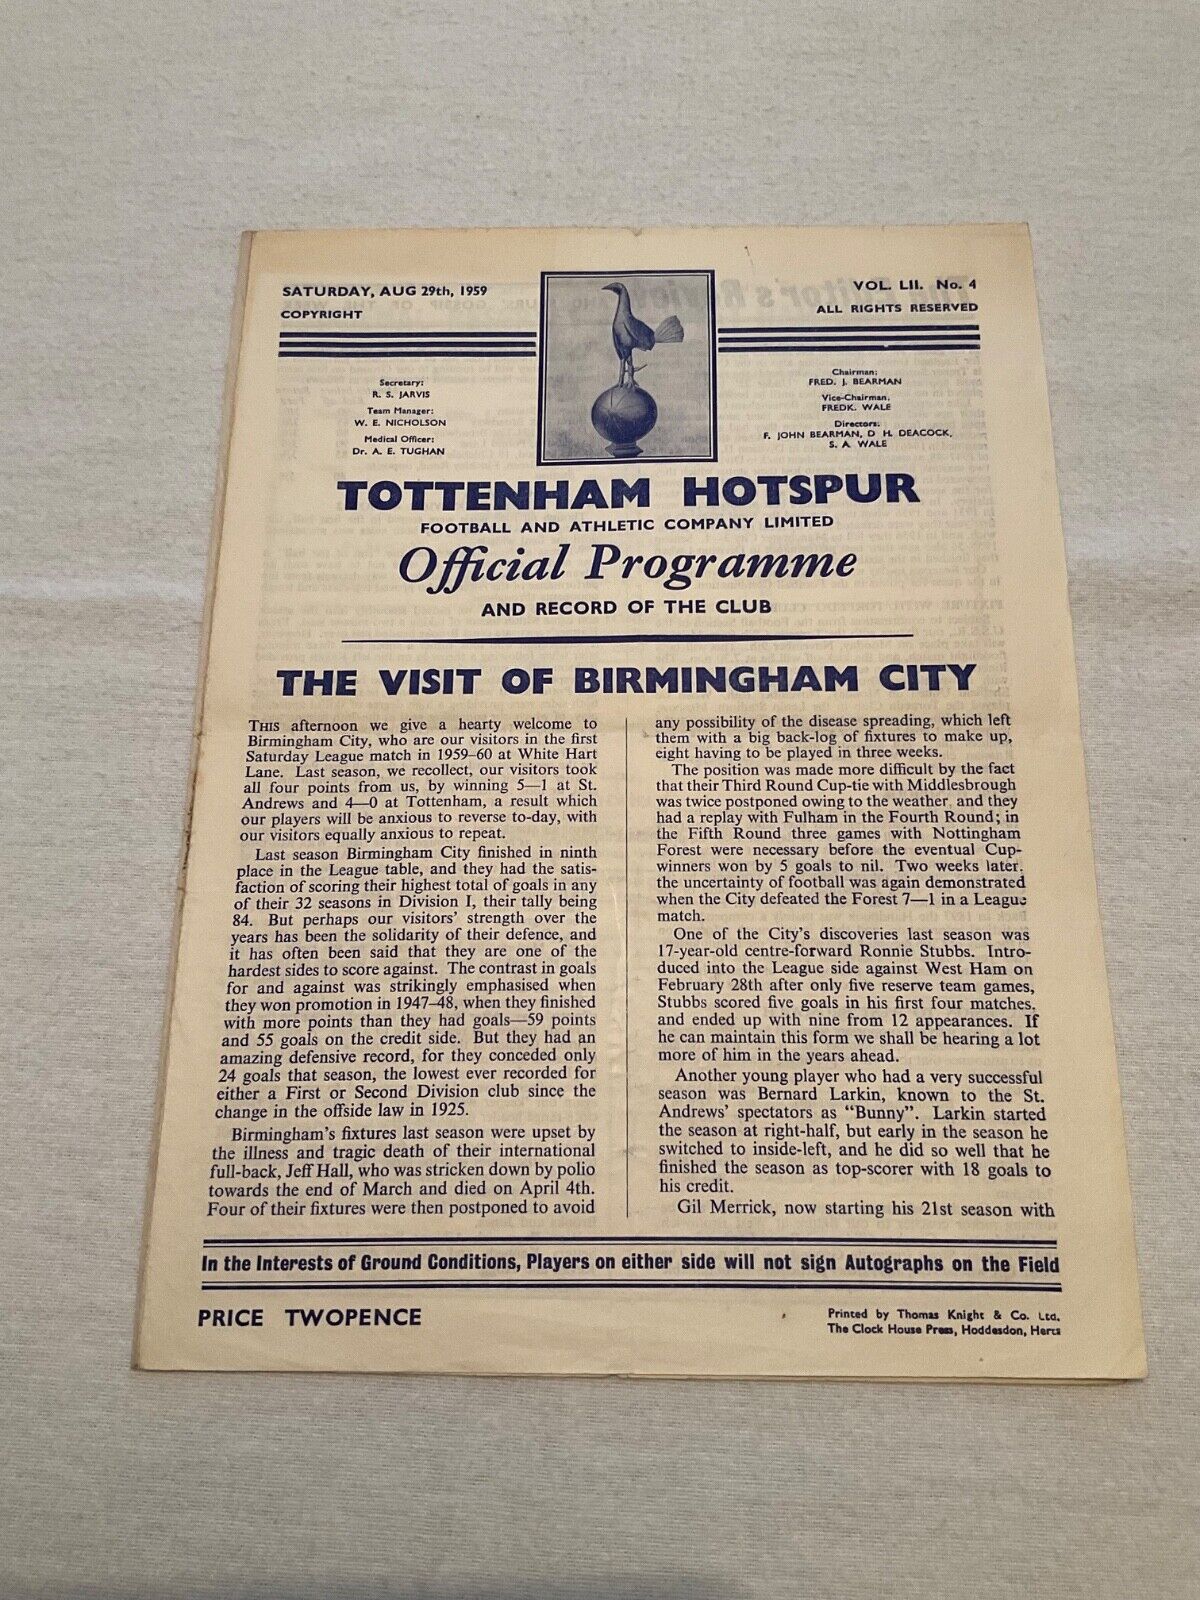 SATURDAY, AUG 29th, 1959
COPYRIGHT
VOL. LII. No. 4
ALL RIGHTS RESERVED
Secretary:
R. S. JARVIS
Team Manager:
W. E. NICHOLSON
Medical Officer:
Dr. A. E. TUGHAN
Chairman:
FRED. J. BEARMAN
Vice-Chairman.
FREDK. WALE
Directors:
F. JOHN BEARMAN, D H. DEACOCK,
S. A. WALE
TOTTENHAM HOTSPUR
FOOTBALL AND ATHLETIC COMPANY LIMITED
Official Programme
AND RECORD OF THE CLUB
THE VISIT OF BIRMINGHAM CITY
THIS afternoon we give a hearty welcome to
Birmingham City, who are our visitors in the first
Saturday League match in 1959–60 at White Hart
Lane. Last season, we recollect, our visitors took
all four points from us, by winning 5—1 at St.
Andrews and 4—0 at Tottenham, a result which
our players will be anxious to reverse to-day, with
our visitors equally anxious to repeat.
Last season Birmingham City finished in ninth
place in the League table, and they had the satis-
faction of scoring their highest total of goals in any
of their 32 seasons in Division I, their tally being
84. But perhaps our visitors' strength over the
years has been the solidarity of their defence, and
it has often been said that they are one of the
hardest sides to score against. The contrast in goals
for and against was strikingly emphasised when
they won promotion in 1947–48, when they finished
with more points than they had goals—59 points
and 55 goals on the credit side. But they had an
amazing defensive record, for they conceded only
24 goals that season, the lowest ever recorded for
either a First or Second Division club since the
change in the offside law in 1925.
Birmingham's fixtures last season were upset by
the illness and tragic death of their international
full-back, Jeff Hall, who was stricken down by polio
towards the end of March and died on April 4th.
Four of their fixtures were then postponed to avoid
any possibility of the disease spreading, which left
them with a big back-log of fixtures to make up,
eight having to be played in three weeks.
The position was made more difficult by the fact
that their Third Round Cup-tie with Middlesbrough
was twice postponed owing to the weather, and they
had a replay with Fulham in the Fourth Round; in
the Fifth Round three games with Nottingham
Forest were necessary before the eventual Cup-
winners won by 5 goals to nil. Two weeks later,
the uncertainty of football was again demonstrated
when the City defeated the Forest 7—1 in a League
match.
One of the City's discoveries last season was
17-year-old centre-forward Ronnie Stubbs. Intro-
duced into the League side against West Ham on
February 28th after only five reserve team games,
Stubbs scored five goals in his first four matches,
and ended up with nine from 12 appearances. If
he can maintain this form we shall be hearing a lot
more of him in the years ahead.
Another young player who had a very successful
season was Bernard Larkin, known to the St.
Andrews' spectators as "Bunny". Larkin started
the season at right-half, but early in the season he
switched to inside-left, and he did so well that he
finished the season as top-scorer with 18 goals to
his credit.
Gil Merrick, now starting his 21st season with
In the Interests of Ground Conditions, Players on either side will not sign Autographs on the Field
PRICE TWOPENCE
Printed by Thomas Knight & Co. Ltd.
The Clock House Press, Hoddesdon, Herts